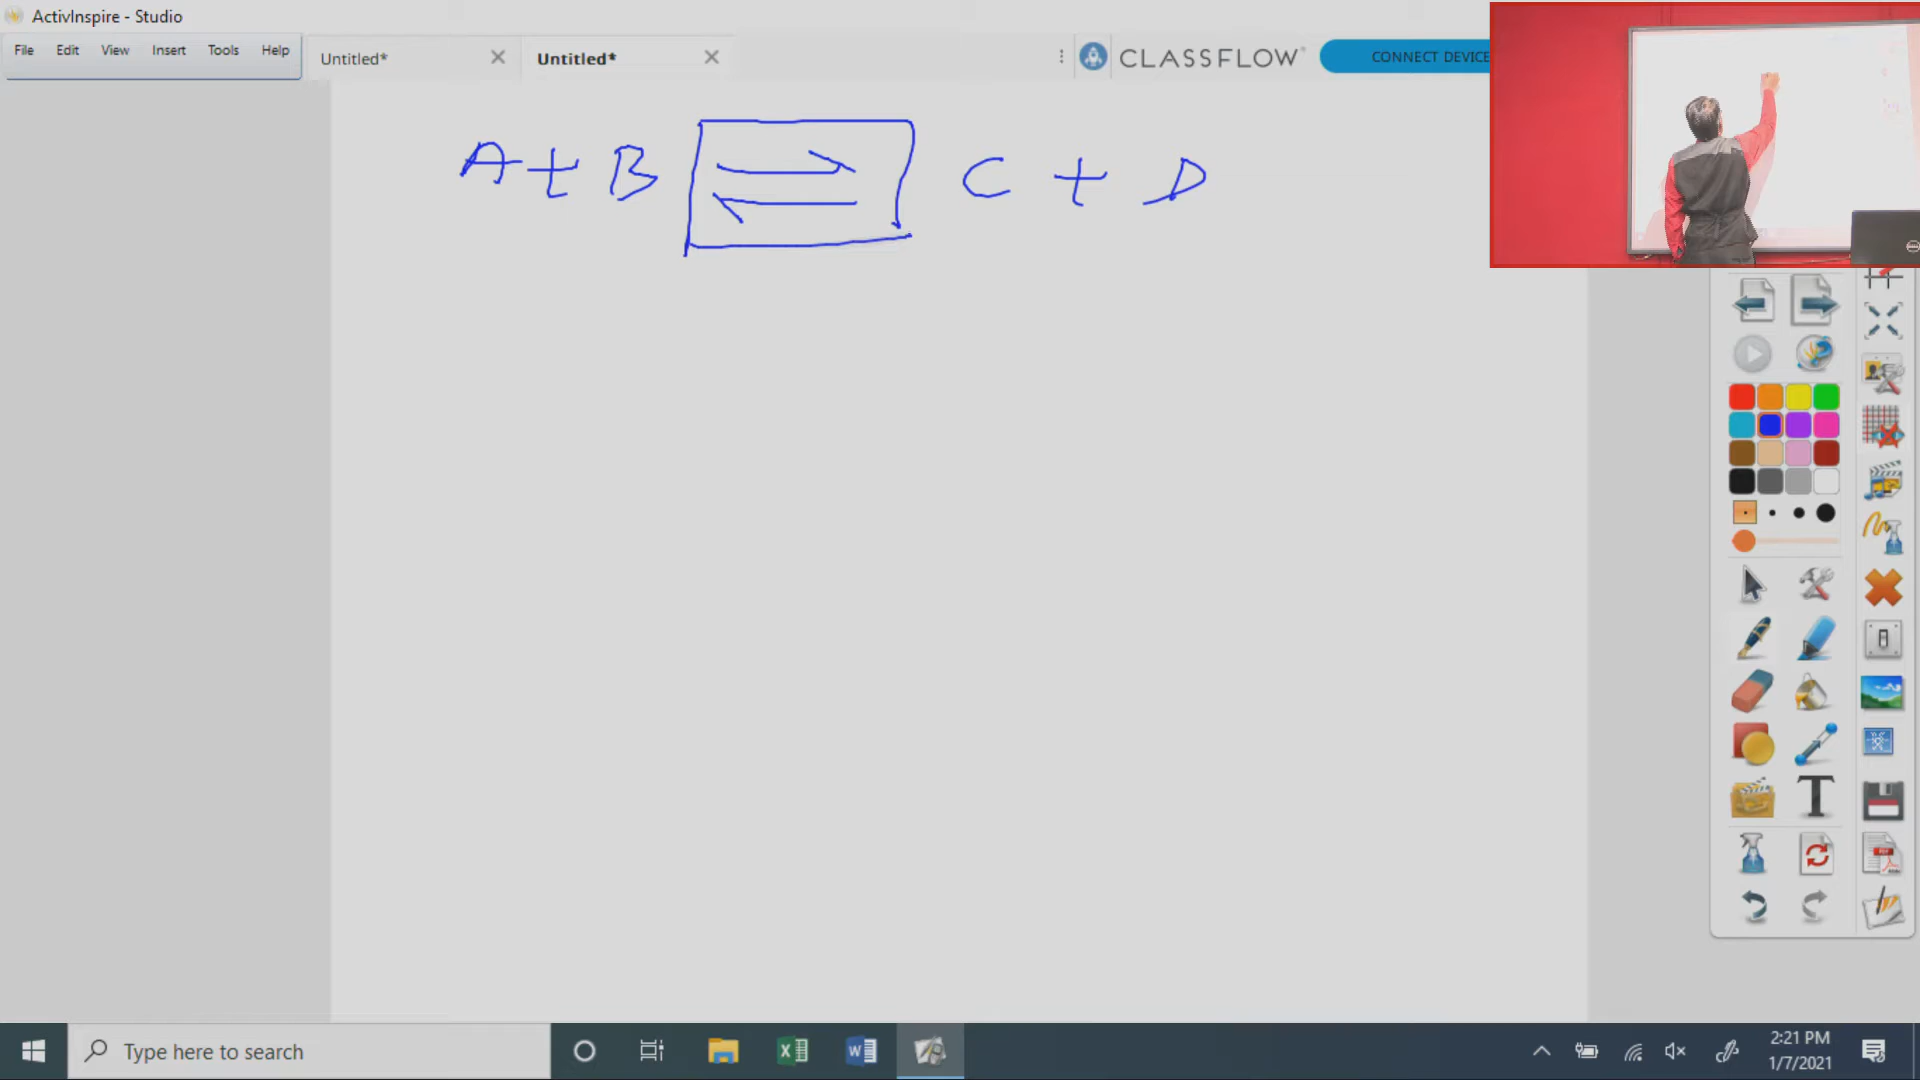 ActivInspire - Studio
File Edit View Insert Tools Help
Untitled* Untitled* CLASSFLOW CONNECT DEVICE
A + B ⇌ C + D
T
Type here to search
2:21 PM
1/7/2021